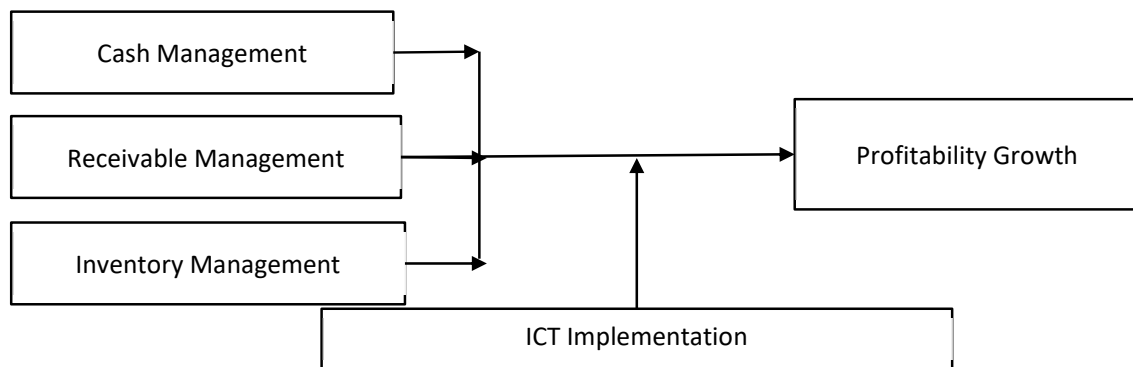 Cash Management
Receivable Management
Profitability Growth
Inventory Management
ICT Implementation